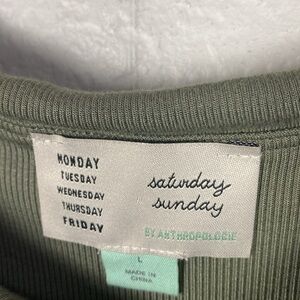 MONDAY
TUESDAY
WEDNESDAY
THURSDAY
FRIDAY
saturday
sunday
BY ANTHROPOLOGIE
L
MADE IN
CHINA